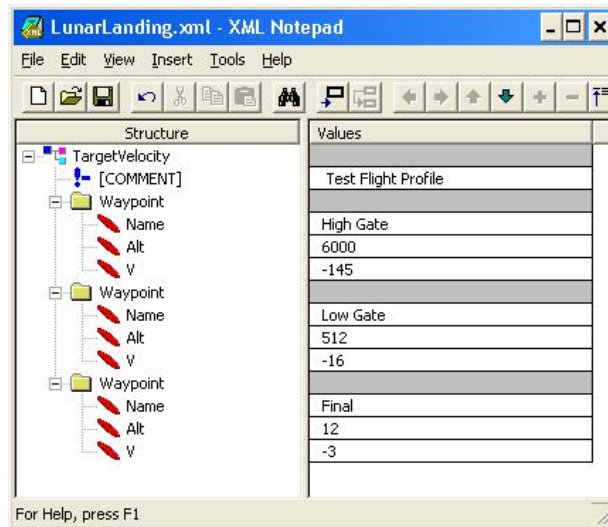 LunarLanding.xml - XML Notepad
File Edit View Insert Tools Help
Structure Values
TargetVelocity
[COMMENT] Test Flight Profile
Waypoint
Name High Gate
Alt 6000
V -145
Waypoint
Name Low Gate
Alt 512
V -16
Waypoint
Name Final
Alt 12
V -3
For Help, press F1